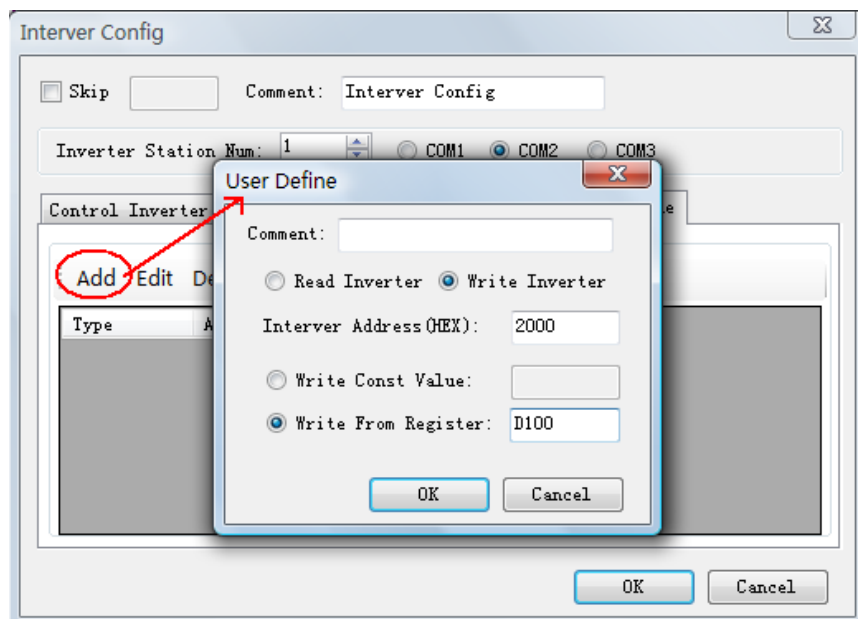 Interver Config
Skip Comment: Interver Config
Inverter Station Num: 1 COM1 COM2 COM3
User Define
Control Inverter
Comment:
Add Edit
Read Inverter Write Inverter
Type
Interver Address(HEX): 2000
Write Const Value:
Write From Register: D100
OK Cancel
OK Cancel